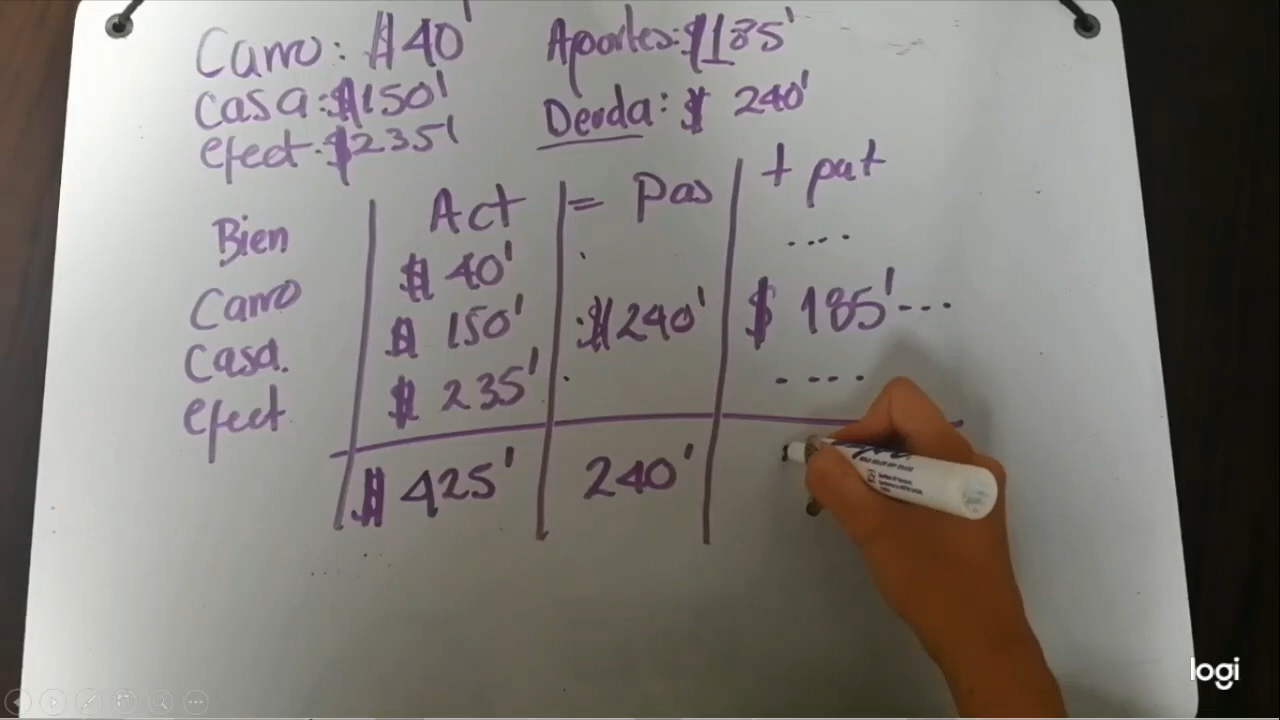 Carro: $40' Aportes: $185'
Casa: $150' Deuda: $ 240'
efect. $235'
Bien Act = Pas + pat
Carro $ 40' ....
Casa. $ 150' $240' $ 185' ...
efect $ 235' ....
$ 425' 240'
logi